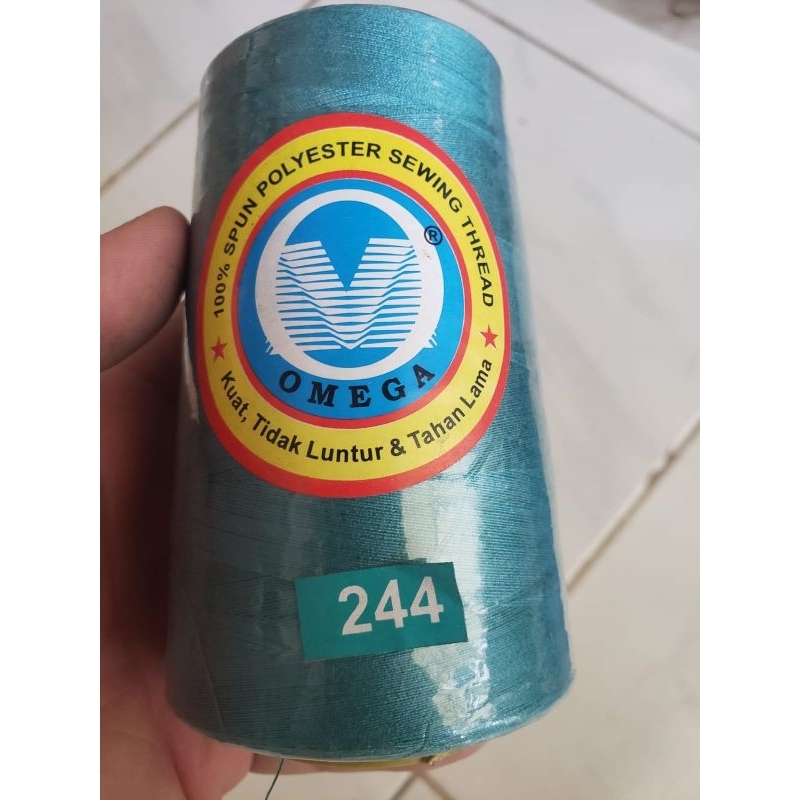 100% SPUN POLYESTER SEWING THREAD
®
OMEGA
Kuat, Tidak Luntur & Tahan Lama
244